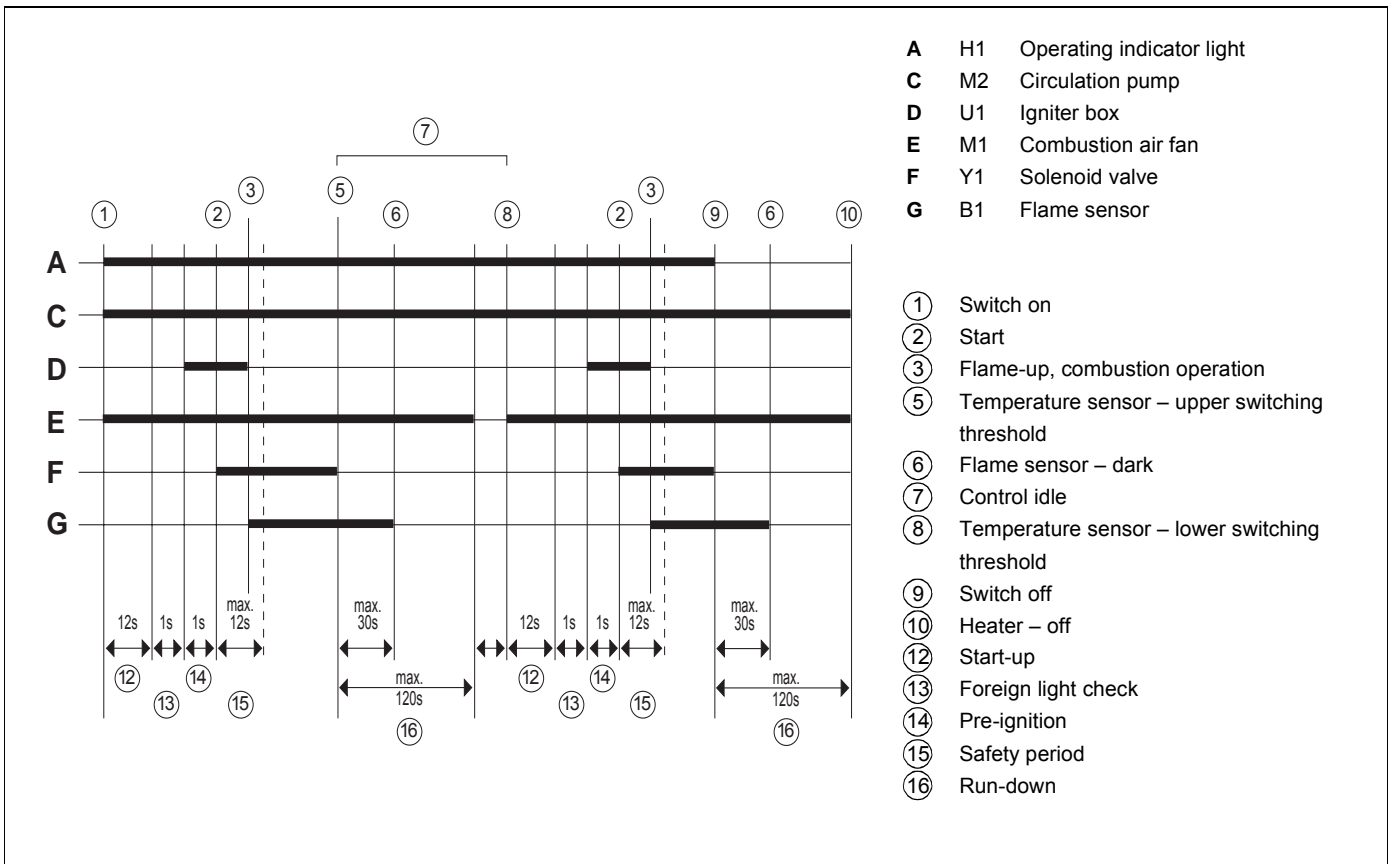 A H1 Operating indicator light
C M2 Circulation pump
D U1 Igniter box
E M1 Combustion air fan
F Y1 Solenoid valve
G B1 Flame sensor
7
3 5 3
1 2 6 8 2 9 6 10
A
C
D
E
F
G
12s 1s 1s max. 12s max. 30s 12s 1s 1s max. 12s max. 30s
12 14 12 14
13 15 13 15
max. 120s max. 120s
16 16
1 Switch on
2 Start
3 Flame-up, combustion operation
5 Temperature sensor – upper switching
threshold
6 Flame sensor – dark
7 Control idle
8 Temperature sensor – lower switching
threshold
9 Switch off
10 Heater – off
12 Start-up
13 Foreign light check
14 Pre-ignition
15 Safety period
16 Run-down